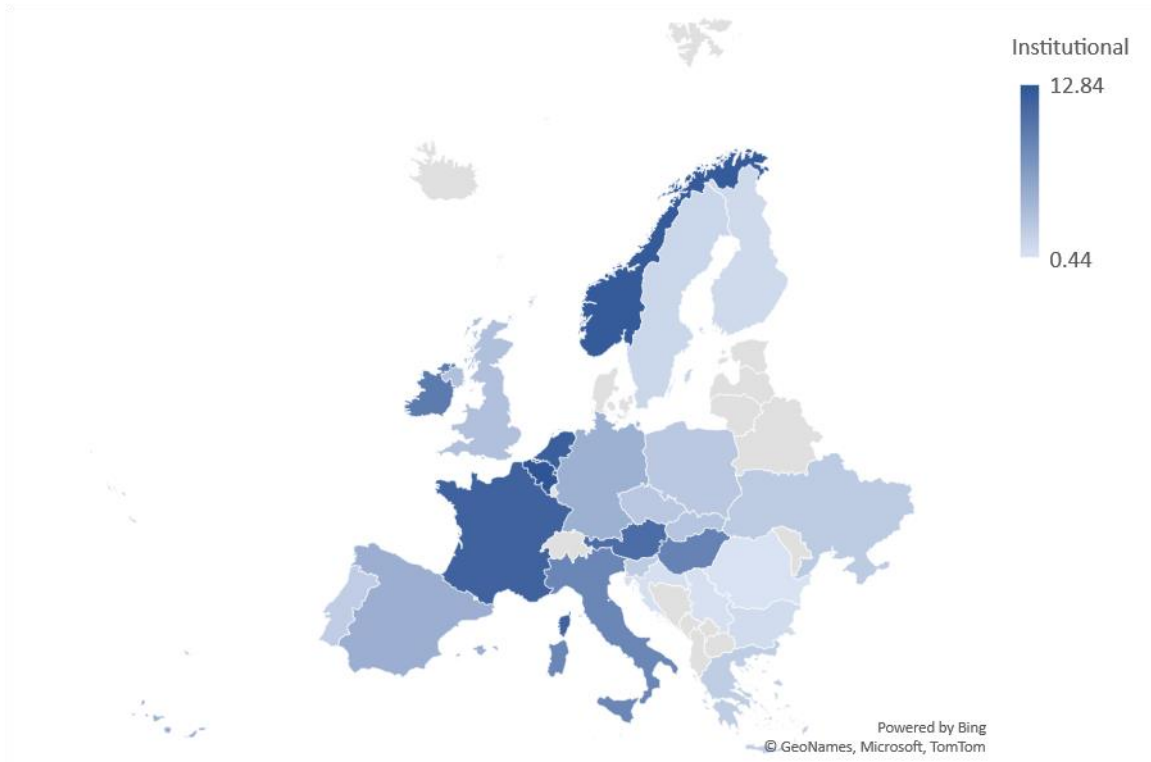 Institutional
12.84
0.44
Powered by Bing
© GeoNames, Microsoft, TomTom